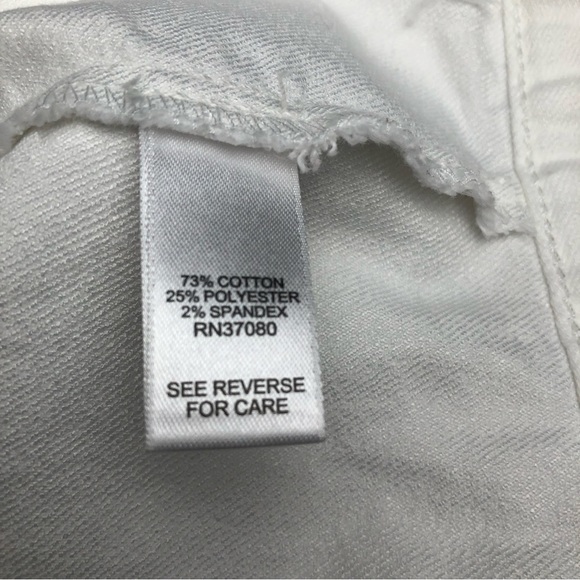 73% COTTON
25% POLYESTER
2% SPANDEX
RN37080
SEE REVERSE
FOR CARE